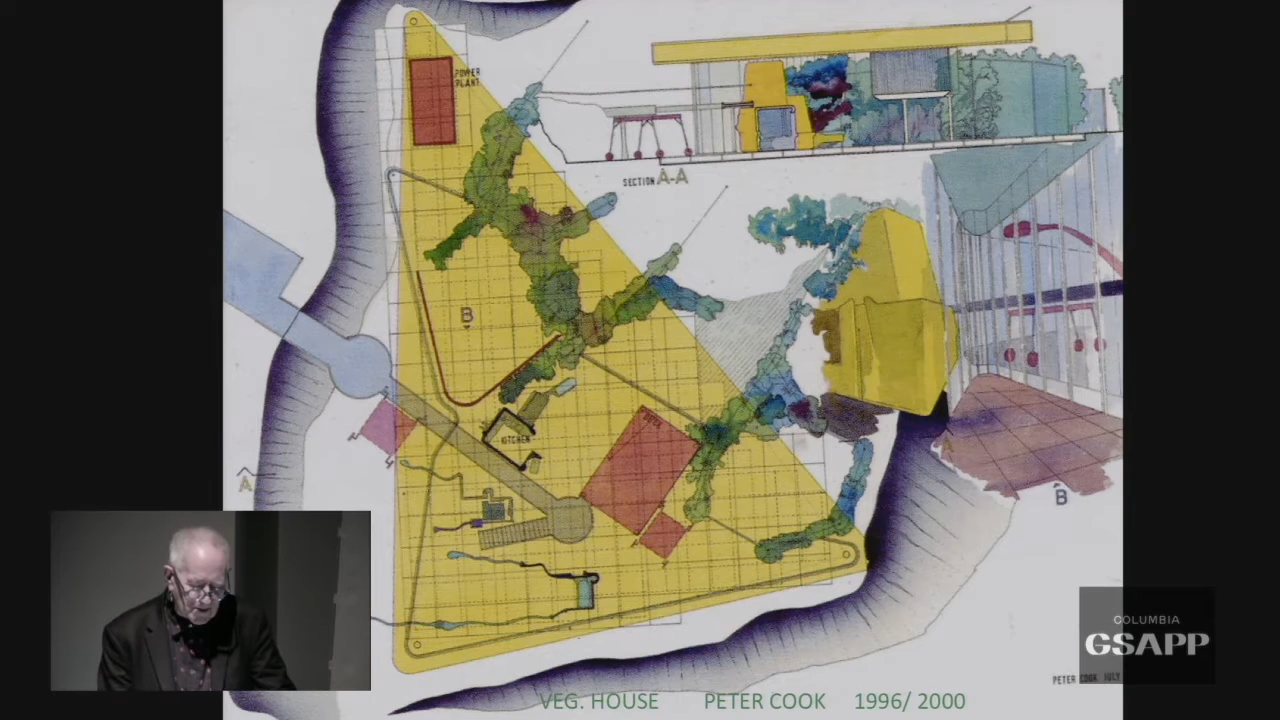 POWER
PLANT
SECTION A-A
B
KITCHEN
A
B
COLUMBIA
GSAPP
PETER COOK JULY
VEG. HOUSE PETER COOK 1996/ 2000